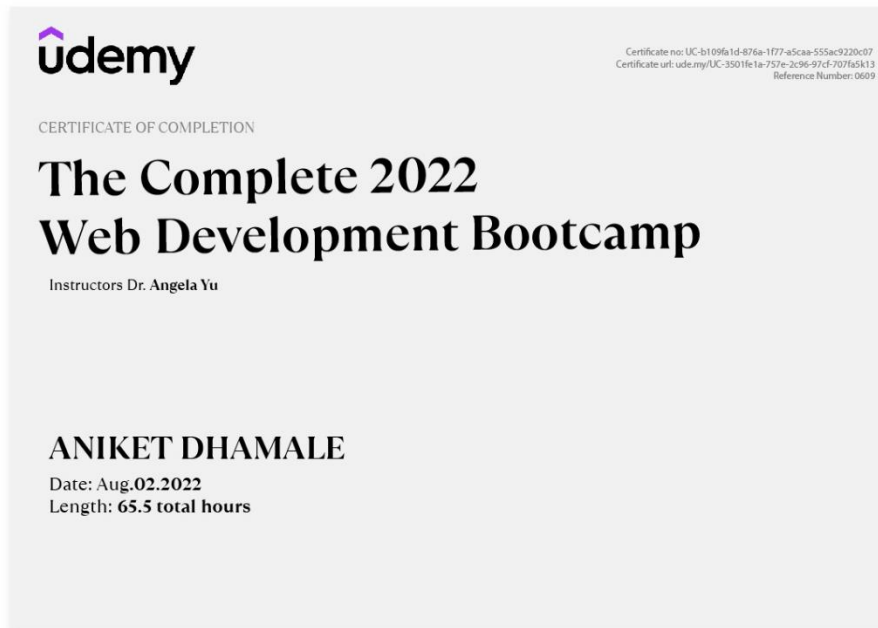 ûdemy
Certificate no: UC-b109fa1d-876a-1f77-a5caa-555ac9220c07
Certificate url: ude.my/UC-3501fe1a-757e-2c96-97cf-707fa5k13
Reference Number: 0609
CERTIFICATE OF COMPLETION
The Complete 2022
Web Development Bootcamp
Instructors Dr. Angela Yu
ANIKET DHAMALE
Date: Aug.02.2022
Length: 65.5 total hours